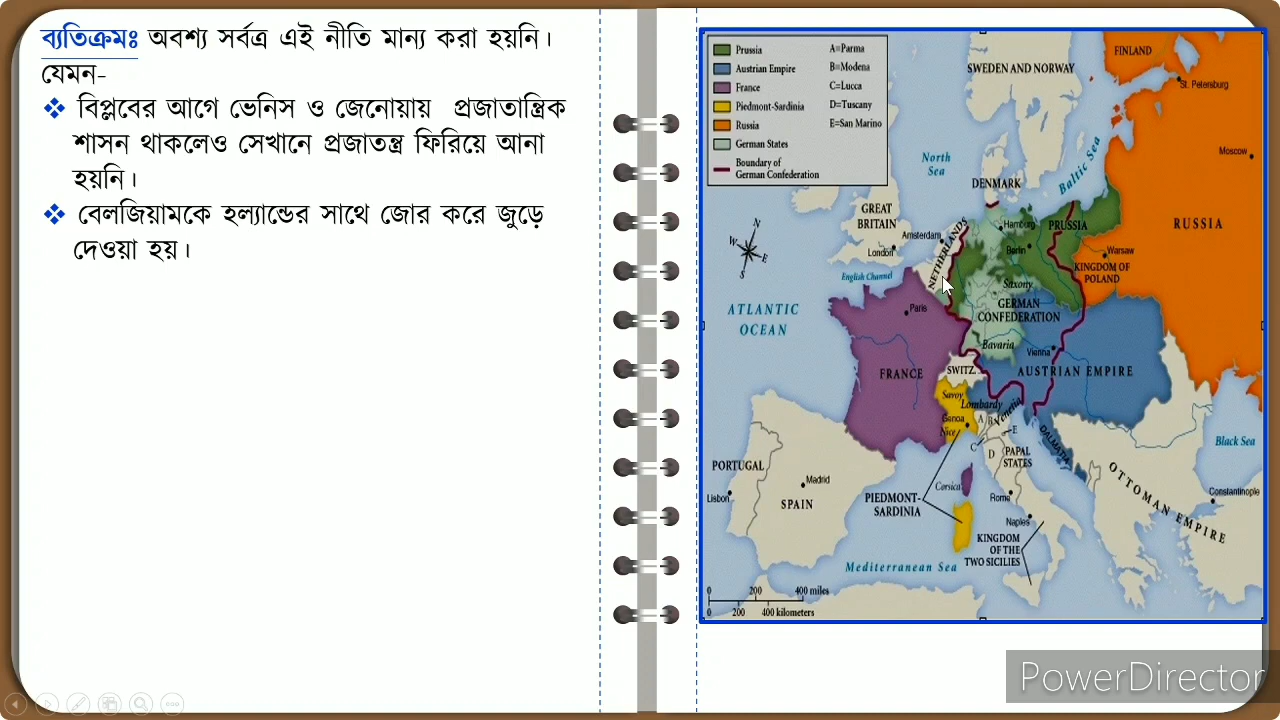 ব্যতিক্রমঃ অবশ্য সর্বত্র এই নীতি মান্য করা হয়নি।
যেমন-
❖ বিপ্লবের আগে ভেনিস ও জেনোয়ায় প্রজাতান্ত্রিক
শাসন থাকলেও সেখানে প্রজাতন্ত্র ফিরিয়ে আনা
হয়নি।
❖ বেলজিয়ামকে হল্যান্ডের সাথে জোর করে জুড়ে
দেওয়া হয়।
Prussia
Austrian Empire
France
Piedmont-Sardinia
Russia
German States
Boundary of
German Confederation
A=Parma
B=Modena
C=Lucca
D=Tuscany
E=San Marino
FINLAND
SWEDEN AND NORWAY
St. Petersburg
Moscow
North
Sea
Baltic Sea
DENMARK
GREAT
BRITAIN
London
Amsterdam
NETHERLANDS
Hamburg
Berlin
PRUSSIA
RUSSIA
Warsaw
KINGDOM OF
POLAND
English Channel
Saxony
GERMAN
CONFEDERATION
ATLANTIC
OCEAN
Paris
Bavaria
Vienna
FRANCE
SWITZ.
AUSTRIAN EMPIRE
Savoy
Lombardy
Venetia
Genoa
Nice
A
B
E
C
D
PAPAL
STATES
DALMATIA
Black Sea
PORTUGAL
Madrid
Lisbon
SPAIN
Corsica
PIEDMONT-
SARDINIA
Rome
Naples
OTTOMAN EMPIRE
Constantinople
KINGDOM
OF THE
TWO SICILIES
Mediterranean Sea
0 200 400 miles
0 200 400 kilometers
N
W E
S
PowerDirector